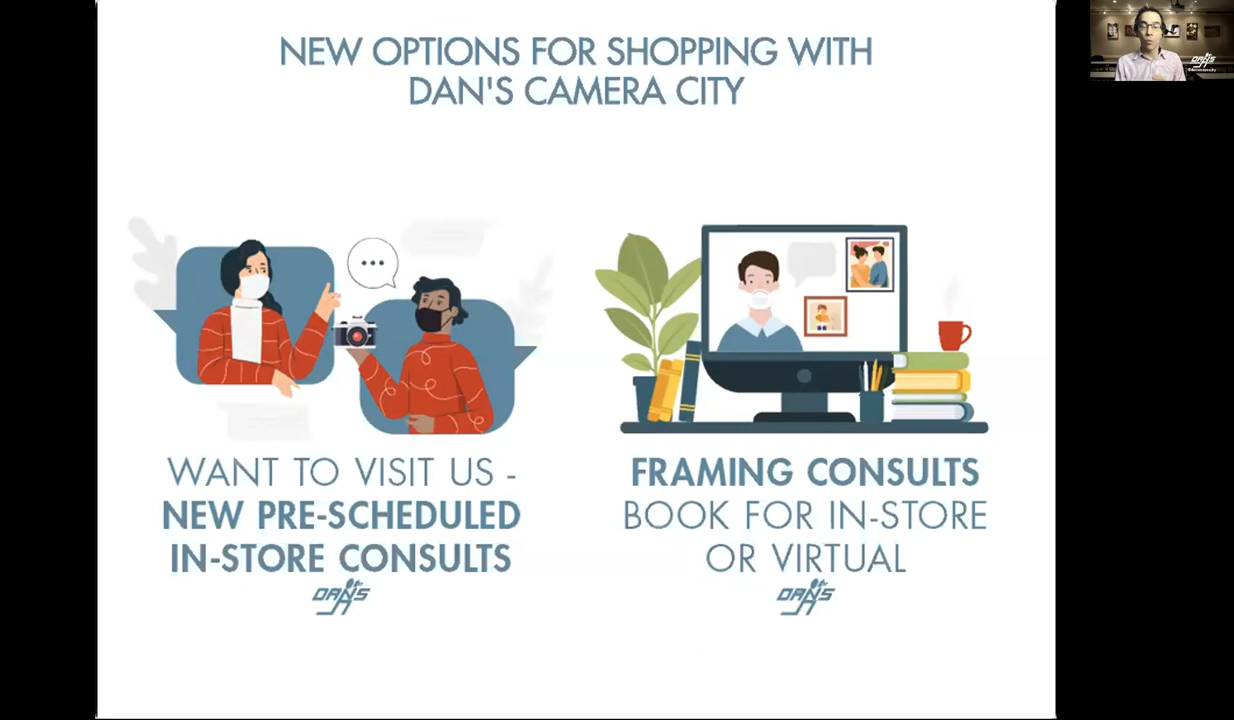 NEW OPTIONS FOR SHOPPING WITH
DAN'S CAMERA CITY
WANT TO VISIT US -
NEW PRE-SCHEDULED
IN-STORE CONSULTS
DAN'S
FRAMING CONSULTS
BOOK FOR IN-STORE
OR VIRTUAL
DAN'S
DAN'S